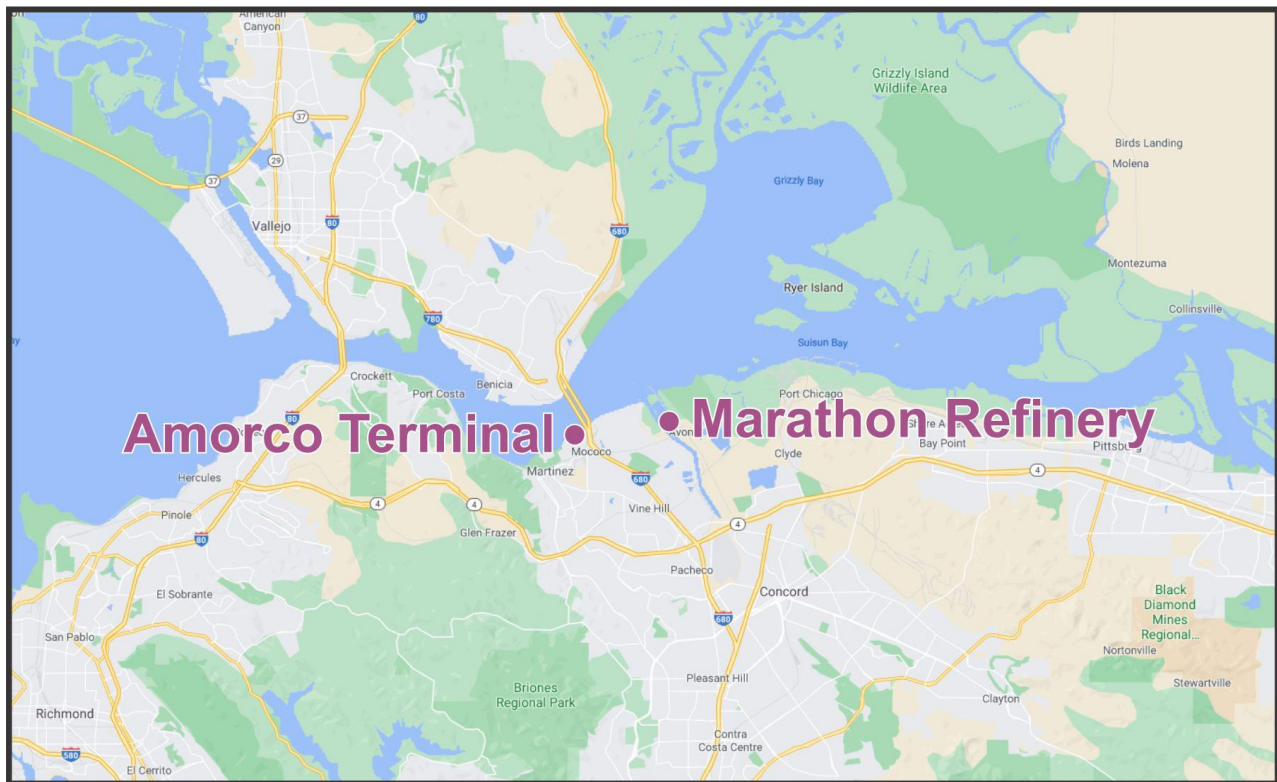 American
Canyon
80
37
Grizzly Island
Wildlife Area
Birds Landing
Molena
29
37
Grizzly Bay
Vallejo
80
680
Montezuma
Ryer Island
Collinsville
780
Suisun Bay
Crockett
Benicia
Port Costa
Port Chicago
80
Amorco Terminal
Marathon Refinery
Bay Point
Pittsburg
Mococo
Clyde
Martinez
4
Hercules
680
4
4
Vine Hill
Pinole
4
Glen Frazer
80
Pacheco
El Sobrante
Concord
Black
Diamond
Mines
Regional...
680
San Pablo
Nortonville
Pleasant Hill
Stewartville
Briones
Regional Park
Clayton
Richmond
Contra
Costa Centre
580
El Cerrito